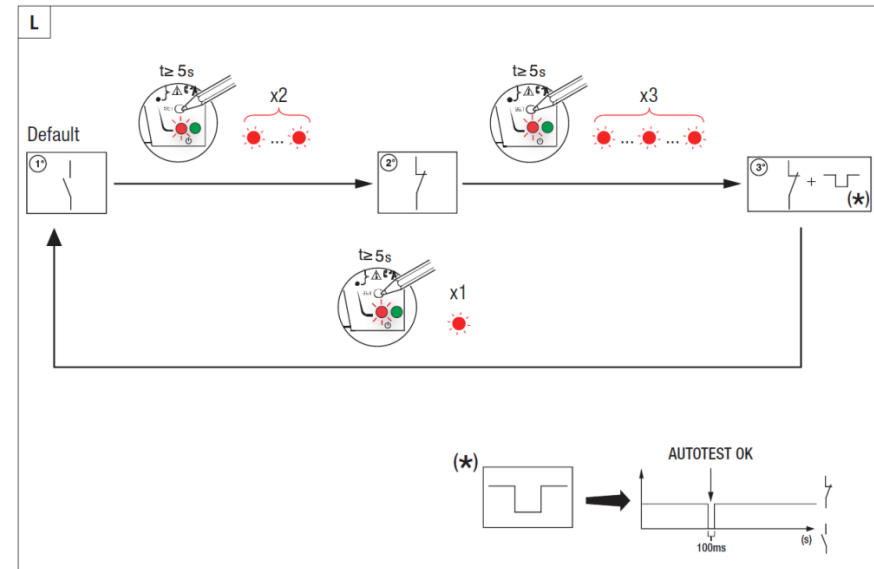 L
t≥ 5s
x2
t≥ 5s
x3
Default
1°
2°
3°
+
(*)
t≥ 5s
x1
(*)
AUTOTEST OK
100ms
(s)